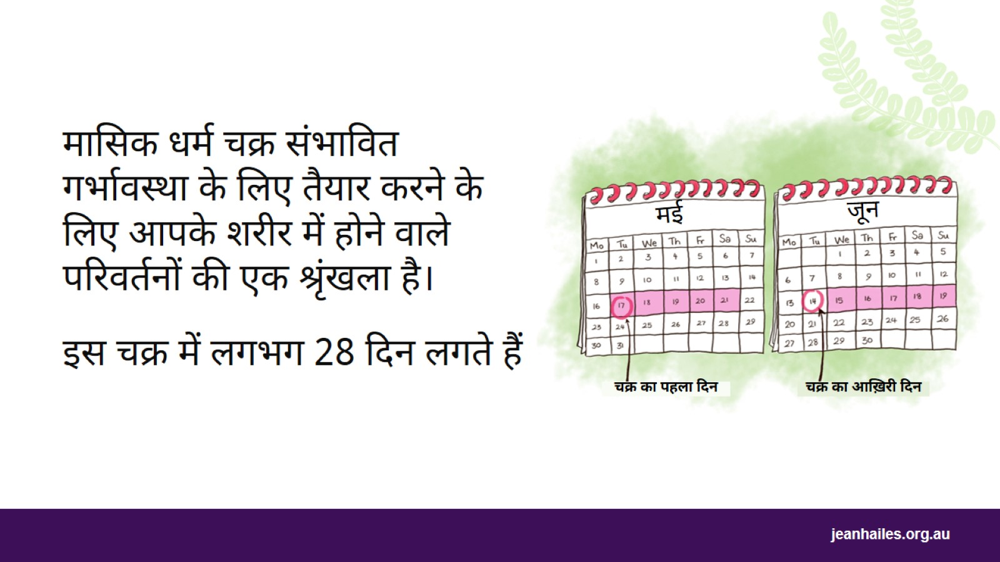 मासिक धर्म चक्र संभावित
गर्भावस्था के लिए तैयार करने के
लिए आपके शरीर में होने वाले
परिवर्तनों की एक श्रृंखला है।
इस चक्र में लगभग 28 दिन लगते हैं
मई
Mo Tu We Th Fr Sa Su
1 2 3 4 5 6 7
8 9 10 11 12 13 14
16 17 18 19 20 21 22
23 24 25 26 27 28 29
30 31
चक्र का पहला दिन
जून
Mo Tu We Th Fr Sa Su
1 2 3 4 5
6 7 8 9 10 11 12
13 14 15 16 17 18 19
20 21 22 23 24 25 26
27 28 29 30
चक्र का आख़िरी दिन
jeanhailes.org.au